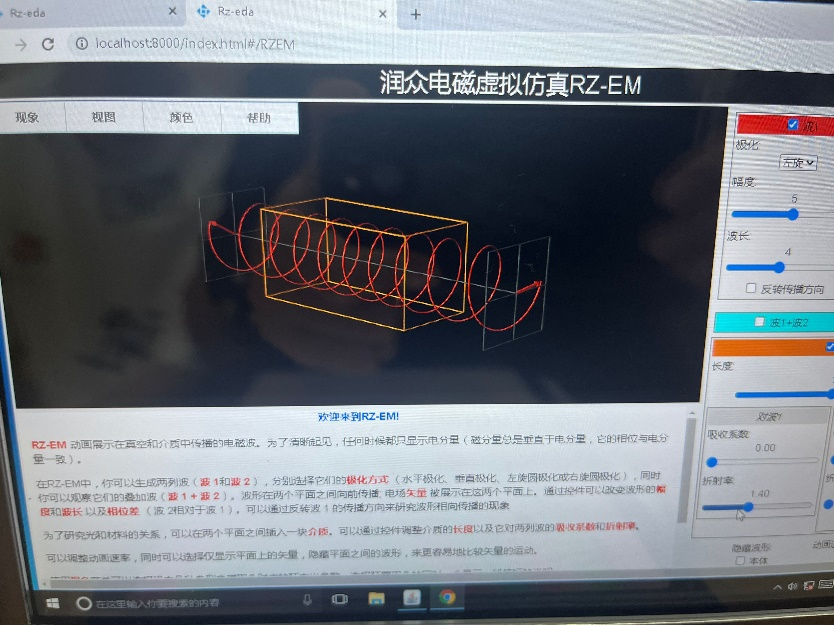 Rz-eda
Rz-eda
localhost:8000/index.html#/RZEM
润众电磁虚拟仿真RZ-EM
现象 视图 颜色 帮助
极化
左旋
幅度
5
波长
4
反转传播方向
波1+波2
长度
对波1
吸收系数
0.00
折射率
1.40
隐藏波形
本体
欢迎来到RZ-EM!
RZ-EM 动画展示在真空和介质中传播的电磁波。为了清晰起见，任何时候都只显示电分量（磁分量总是垂直于电分量，它的相位与电分
量一致）。
在RZ-EM中，你可以生成两列波（波1和波2），分别选择它们的极化方式（水平极化、垂直极化、左旋圆极化或右旋圆极化），同时
你可以观察它们的叠加波（波1 + 波2）。波形在两个平面之间向前传播, 电场矢量 被展示在这两个平面上。通过控件可以改变波形的幅
度和波长 以及相位差（波 2相对于波 1）。可以通过反转波 1 的传播方向来研究波形相向传播的现象
为了研究光和材料的关系，可以在两个平面之间插入一块介质。可以通过控件调整介质的长度以及它对两列波的吸收系数和折射率。
可以调整动画速率，同时可以选择仅显示平面上的矢量，隐藏平面之间的波形，来更容易地比较矢量的运动。
在这里输入你要搜索的内容